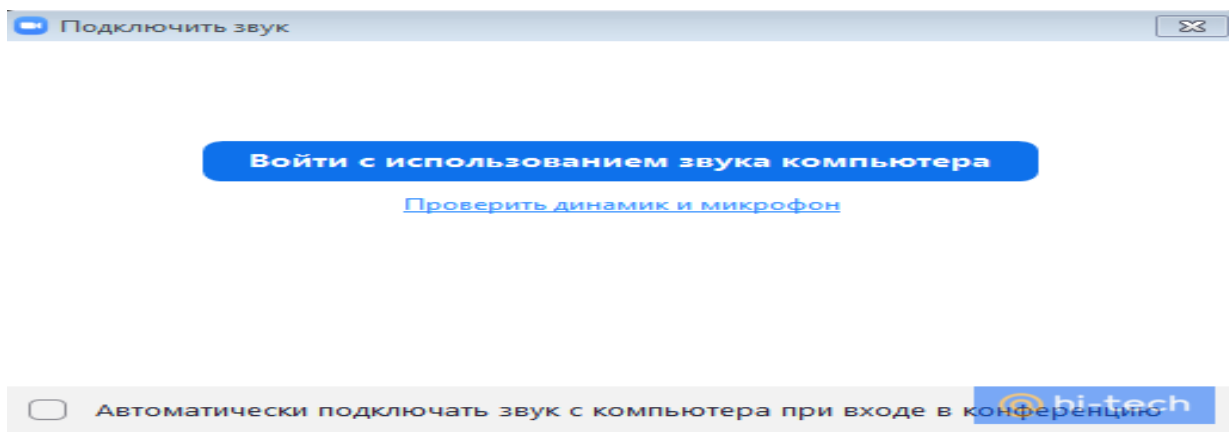 Подключить звук
Войти с использованием звука компьютера
Проверить динамик и микрофон
Автоматически подключать звук с компьютера при входе в конференцию
hi-tech